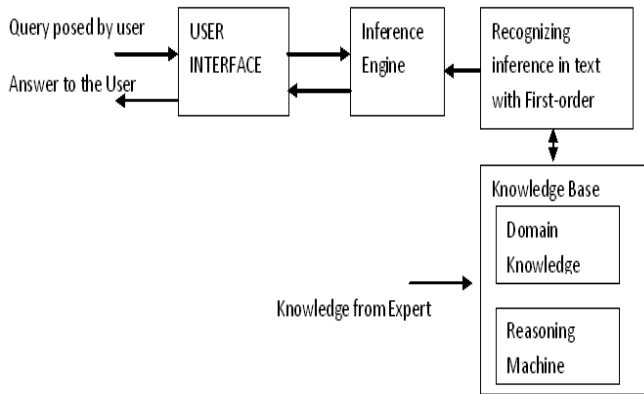 Query posed by user
Answer to the User
USER
INTERFACE
Inference
Engine
Recognizing
inference in text
with First-order
Knowledge Base
Domain
Knowledge
Knowledge from Expert
Reasoning
Machine